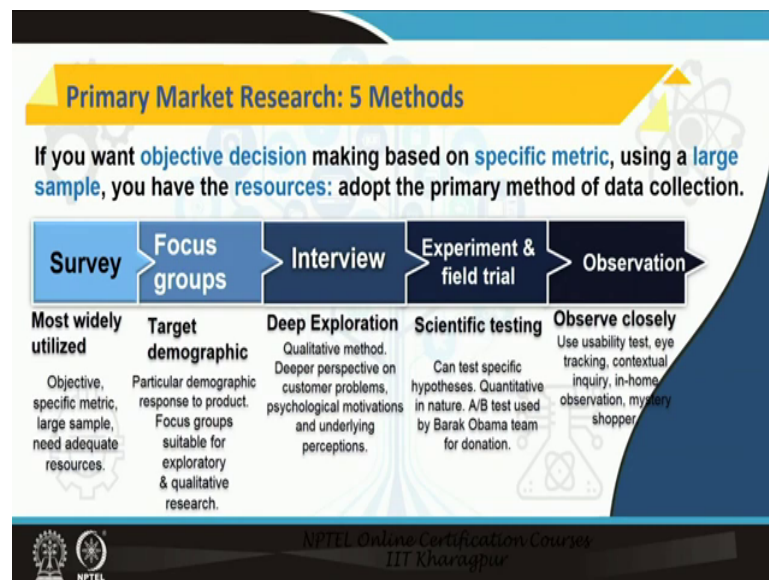 Primary Market Research: 5 Methods
If you want objective decision making based on specific metric, using a large
sample, you have the resources: adopt the primary method of data collection.
Survey
Focus
groups
Interview
Experiment &
field trial
Observation
Most widely
utilized
Objective,
specific metric,
large sample,
need adequate
resources.
Target
demographic
Particular demographic
response to product.
Focus groups
suitable for
exploratory
& qualitative
research.
Deep Exploration
Qualitative method.
Deeper perspective on
customer problems,
psychological motivations
and underlying
perceptions.
Scientific testing
Can test specific
hypotheses. Quantitative
in nature. A/B test used
by Barak Obama team
for donation.
Observe closely
Use usability test, eye
tracking, contextual
inquiry, in-home
observation, mystery
shopper
NPTEL Online Certification Courses
IIT Kharagpur
NPTEL